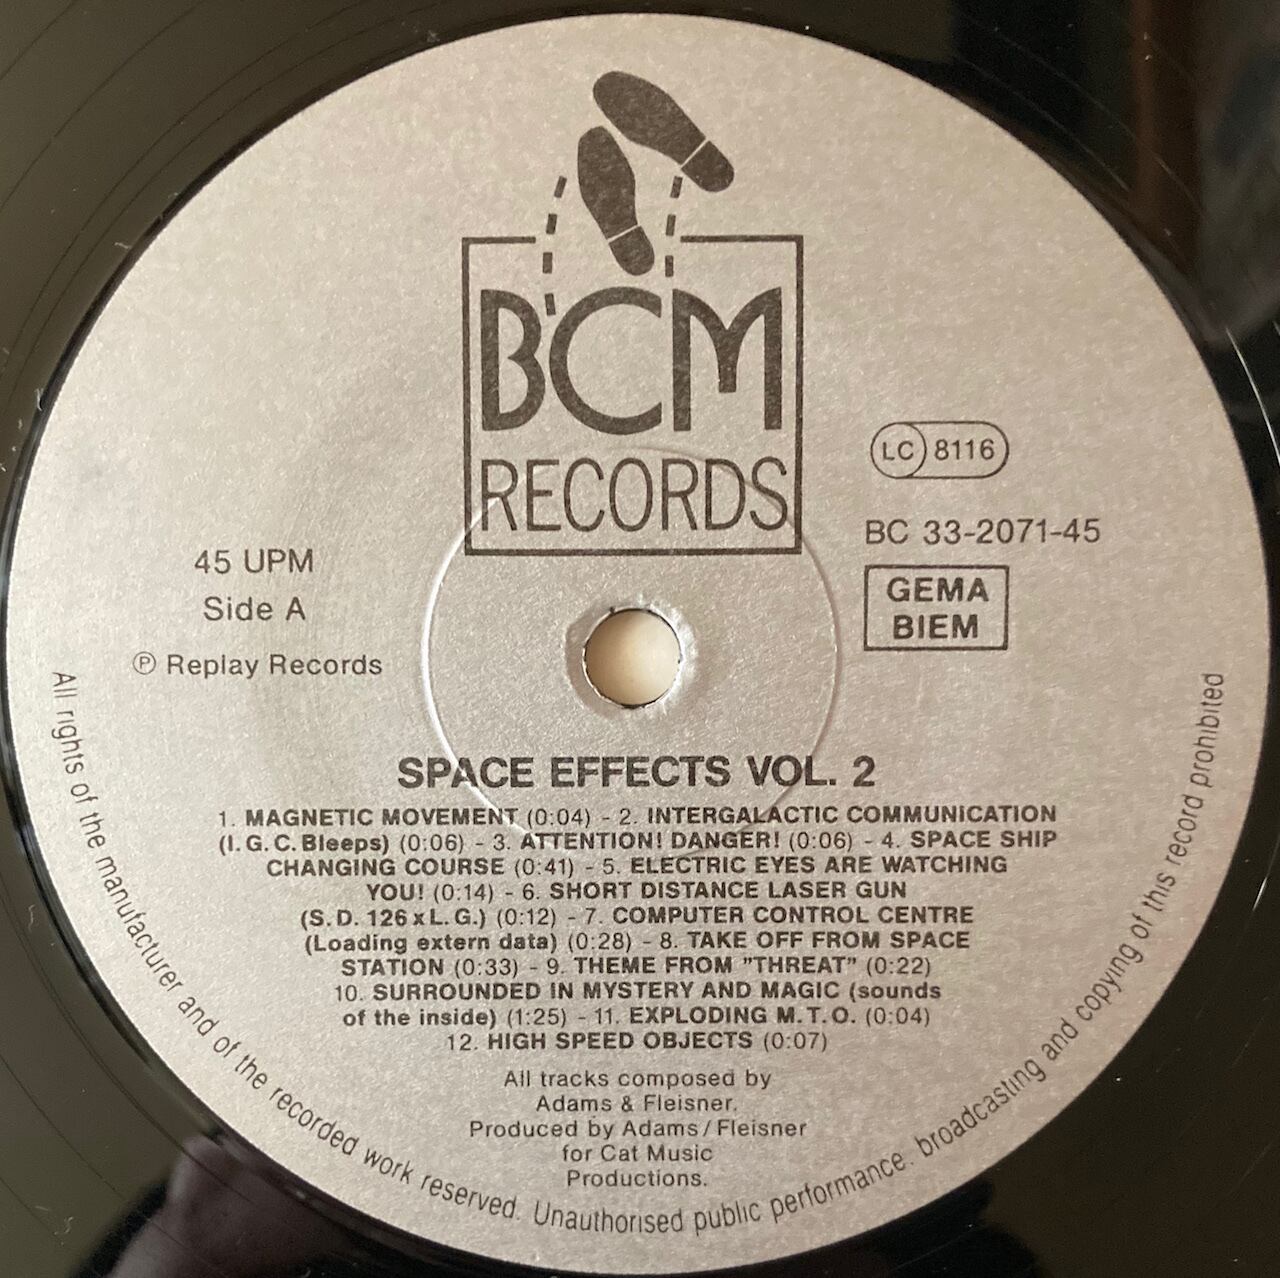 BCM
RECORDS
LC 8116
BC 33-2071-45
GEMA
BIEM
45 UPM
Side A
℗ Replay Records
SPACE EFFECTS VOL. 2
1. MAGNETIC MOVEMENT (0:04) - 2. INTERGALACTIC COMMUNICATION
(I.G.C.Bleeps) (0:06) - 3. ATTENTION! DANGER! (0:06) - 4. SPACE SHIP
CHANGING COURSE (0:41) - 5. ELECTRIC EYES ARE WATCHING
YOU! (0:14) - 6. SHORT DISTANCE LASER GUN
(S.D. 126 x L.G.) (0:12) - 7. COMPUTER CONTROL CENTRE
(Loading extern data) (0:28) - 8. TAKE OFF FROM SPACE
STATION (0:33) - 9. THEME FROM "THREAT" (0:22)
10. SURROUNDED IN MYSTERY AND MAGIC (sounds
of the inside) (1:25) - 11. EXPLODING M.T.O. (0:04)
12. HIGH SPEED OBJECTS (0:07)
All tracks composed by
Adams & Fleisner.
Produced by Adams/Fleisner
for Cat Music
Productions.
All rights of the manufacturer and of the recorded work reserved. Unauthorised public performance. broadcasting and copying of this record prohibited